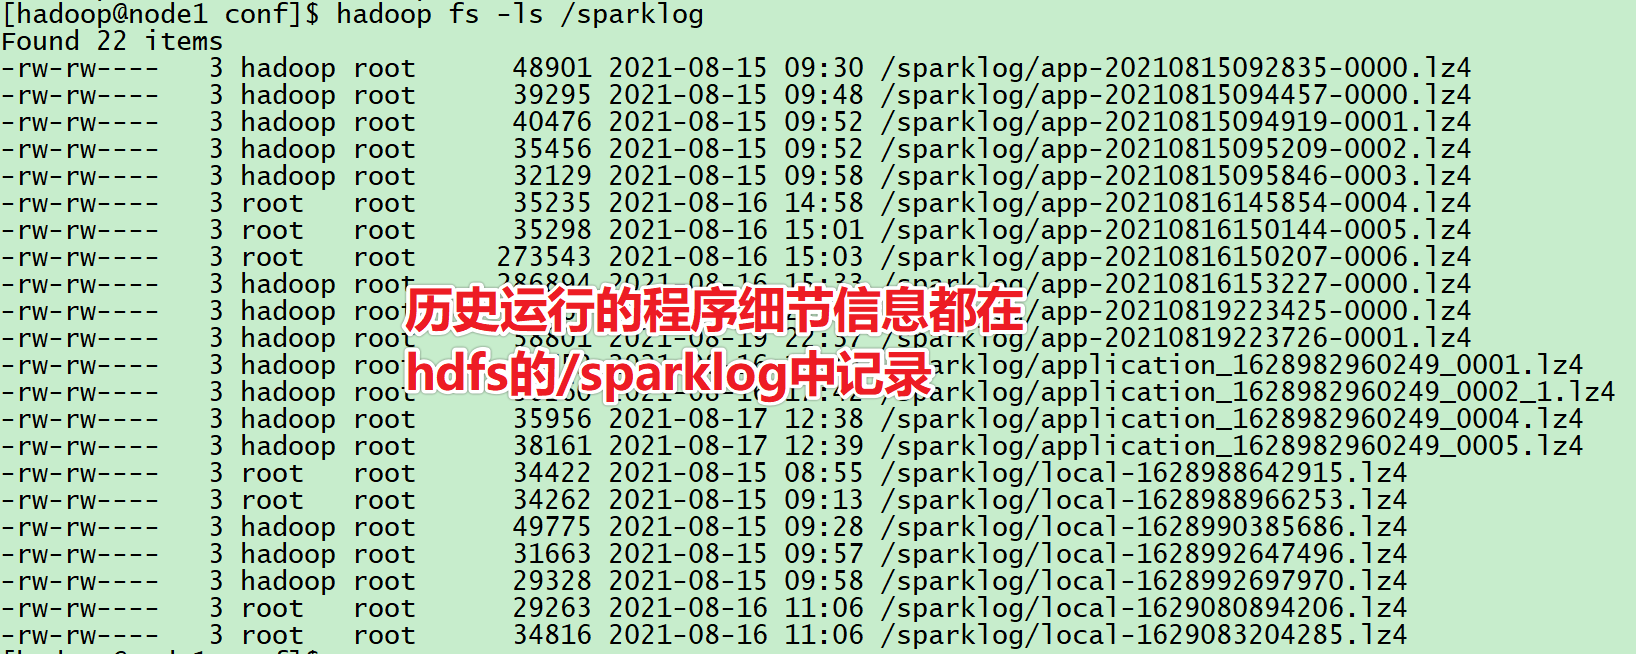 [hadoop@node1 conf]$ hadoop fs -ls /sparklog
Found 22 items
-rw-rw---- 3 hadoop root 48901 2021-08-15 09:30 /sparklog/app-20210815092835-0000.lz4
-rw-rw---- 3 hadoop root 39295 2021-08-15 09:48 /sparklog/app-20210815094457-0000.lz4
-rw-rw---- 3 hadoop root 40476 2021-08-15 09:52 /sparklog/app-20210815094919-0001.lz4
-rw-rw---- 3 hadoop root 35456 2021-08-15 09:52 /sparklog/app-20210815095209-0002.lz4
-rw-rw---- 3 hadoop root 32129 2021-08-15 09:58 /sparklog/app-20210815095846-0003.lz4
-rw-rw---- 3 root root 35235 2021-08-16 14:58 /sparklog/app-20210816145854-0004.lz4
-rw-rw---- 3 root root 35298 2021-08-16 15:01 /sparklog/app-20210816150144-0005.lz4
-rw-rw---- 3 root root 273543 2021-08-16 15:03 /sparklog/app-20210816150207-0006.lz4
-rw-rw---- 3 hadoop root 286894 2021-08-16 15:33 /sparklog/app-20210816153227-0000.lz4
-rw-rw---- 3 hadoop root /sparklog/app-20210819223425-0000.lz4
-rw-rw---- 3 hadoop root 38801 2021-08-19 22:37 /sparklog/app-20210819223726-0001.lz4
-rw-rw---- 3 hadoop root /sparklog/application_1628982960249_0001.lz4
-rw-rw---- 3 hadoop root /sparklog/application_1628982960249_0002_1.lz4
历史运行的程序细节信息都在
hdfs的/sparklog中记录
-rw-rw---- 3 hadoop root 35956 2021-08-17 12:38 /sparklog/application_1628982960249_0004.lz4
-rw-rw---- 3 hadoop root 38161 2021-08-17 12:39 /sparklog/application_1628982960249_0005.lz4
-rw-rw---- 3 root root 34422 2021-08-15 08:55 /sparklog/local-1628988642915.lz4
-rw-rw---- 3 root root 34262 2021-08-15 09:13 /sparklog/local-1628988966253.lz4
-rw-rw---- 3 hadoop root 49775 2021-08-15 09:28 /sparklog/local-1628990385686.lz4
-rw-rw---- 3 hadoop root 31663 2021-08-15 09:57 /sparklog/local-1628992647496.lz4
-rw-rw---- 3 hadoop root 29328 2021-08-15 09:58 /sparklog/local-1628992697970.lz4
-rw-rw---- 3 root root 29263 2021-08-16 11:06 /sparklog/local-1629080894206.lz4
-rw-rw---- 3 root root 34816 2021-08-16 11:06 /sparklog/local-1629083204285.lz4